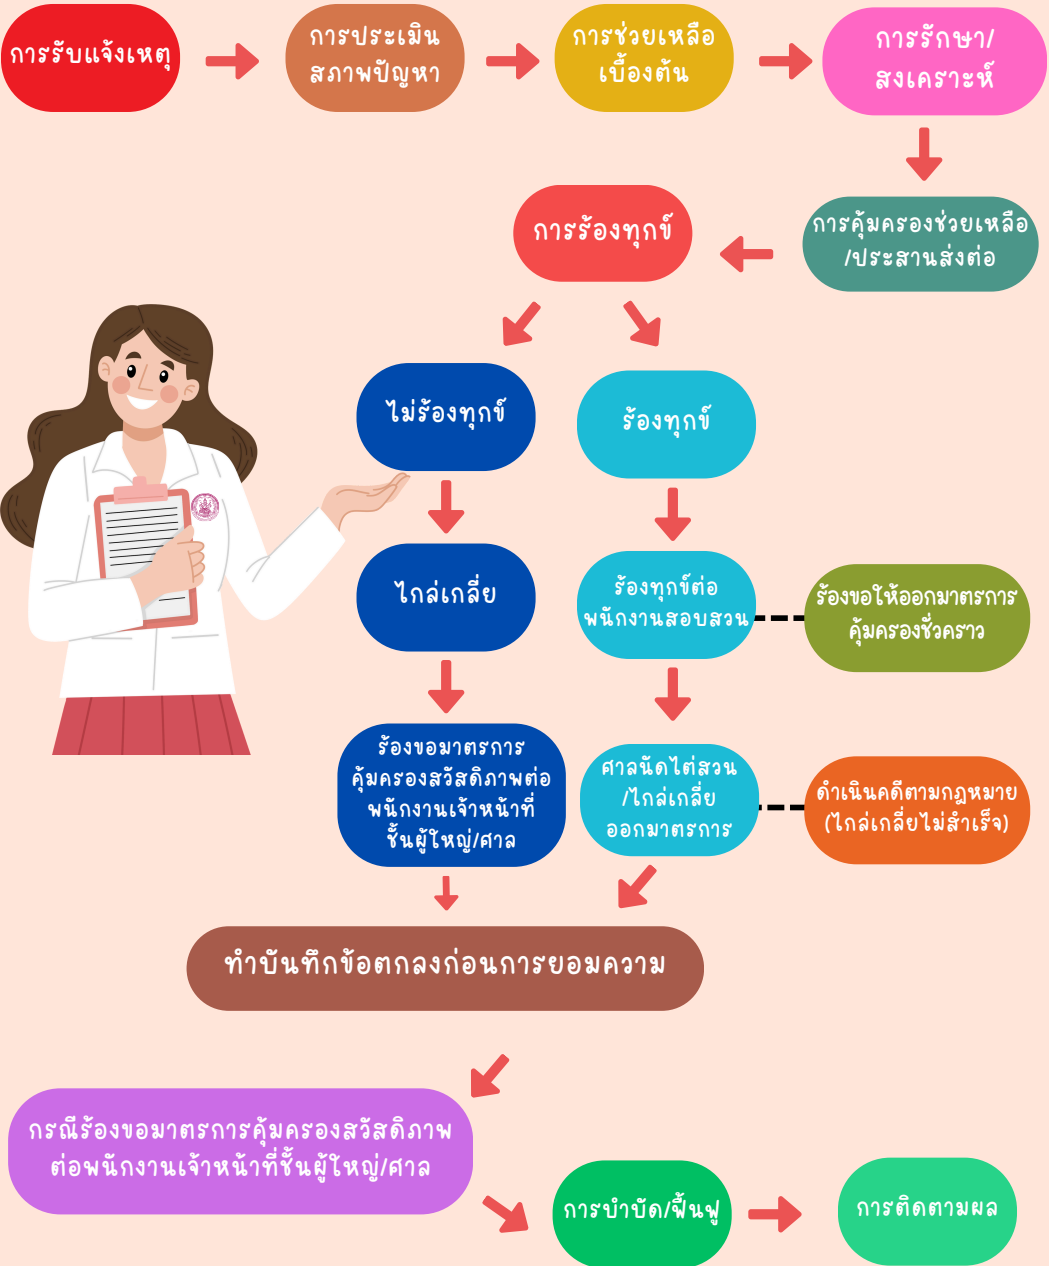 การรับแจ้งเหตุ
การประเมิน
สภาพปัญหา
การช่วยเหลือ
เบื้องต้น
การรักษา/
สงเคราะห์
การคุ้มครองช่วยเหลือ
/ประสานส่งต่อ
การร้องทุกข์
ไม่ร้องทุกข์
ร้องทุกข์
ไกล่เกลี่ย
ร้องทุกข์ต่อ
พนักงานสอบสวน
ร้องขอให้ออกมาตรการ
คุ้มครองชั่วคราว
ร้องขอมาตรการ
คุ้มครองสวัสดิภาพต่อ
พนักงานเจ้าหน้าที่
ชั้นผู้ใหญ่/ศาล
ศาลนัดไต่สวน
/ไกล่เกลี่ย
ออกมาตรการ
ดำเนินคดีตามกฎหมาย
(ไกล่เกลี่ยไม่สำเร็จ)
ทำบันทึกข้อตกลงก่อนการยอมความ
กรณีร้องขอมาตรการคุ้มครองสวัสดิภาพ
ต่อพนักงานเจ้าหน้าที่ชั้นผู้ใหญ่/ศาล
การบำบัด/ฟื้นฟู
การติดตามผล